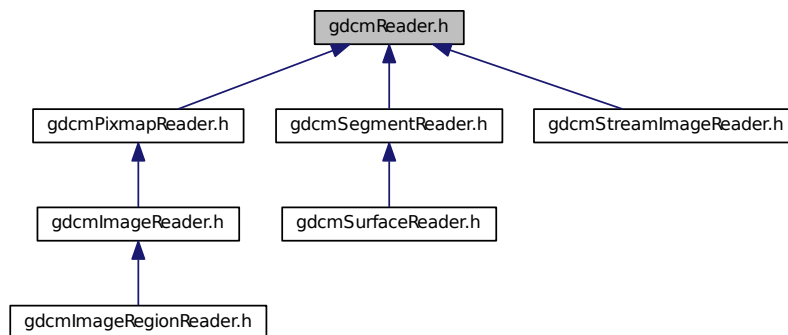 gdcmReader.h
gdcmPixmapReader.h
gdcmSegmentReader.h
gdcmStreamImageReader.h
gdcmImageReader.h
gdcmSurfaceReader.h
gdcmImageRegionReader.h